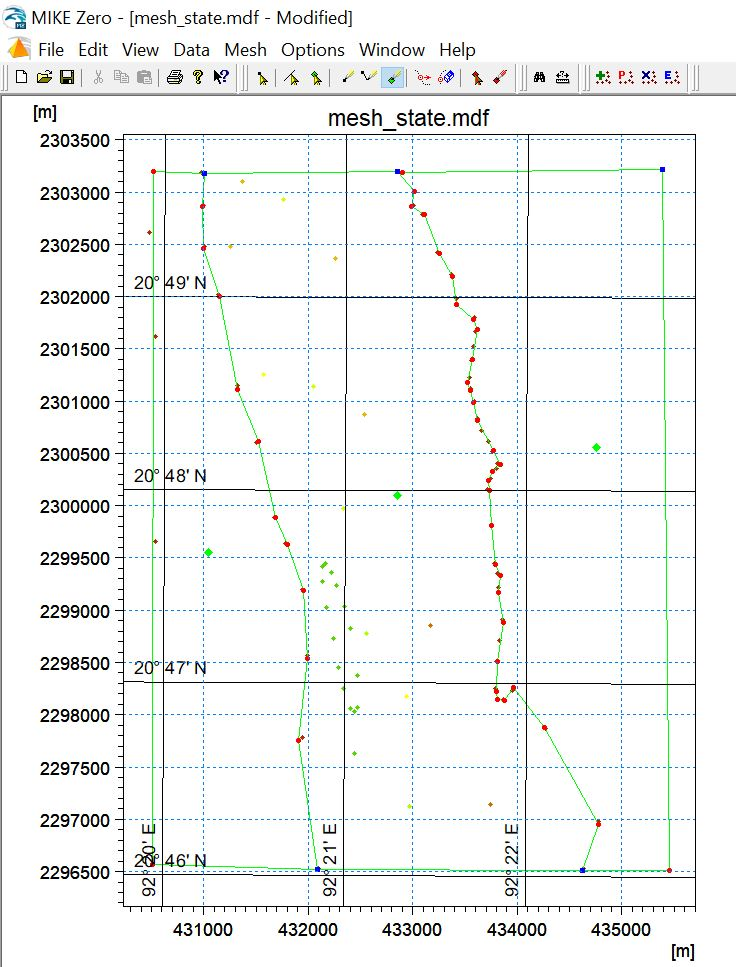 MIKE Zero - [mesh_state.mdf - Modified]
File Edit View Data Mesh Options Window Help
[m]
mesh_state.mdf
2303500
2303000
2302500
20° 49' N
2302000
2301500
2301000
2300500
20° 48' N
2300000
2299500
2299000
2298500
20° 47' N
2298000
2297500
2297000
2296500
20° 46' N
92° 20' E
92° 21' E
92° 22' E
431000 432000 433000 434000 435000
[m]